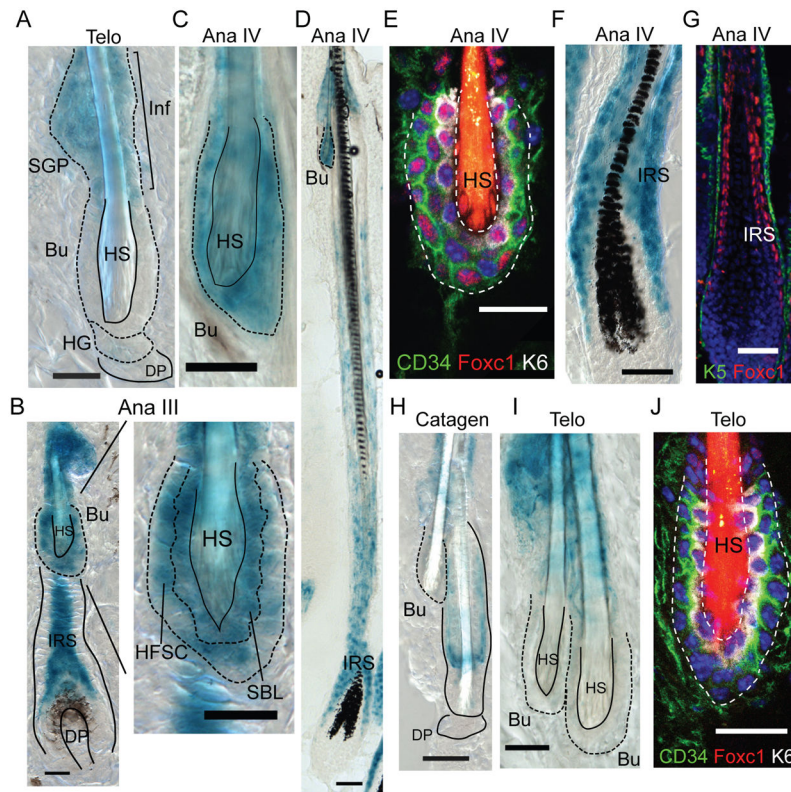 A
Telo
Inf
SGP
Bu
HS
HG
DP
C
Ana IV
HS
Bu
D
Ana IV
Bu
IRS
E
Ana IV
HS
CD34 Foxc1 K6
F
Ana IV
IRS
G
Ana IV
IRS
K5 Foxc1
B
Ana III
Bu
HS
IRS
DP
HS
HFSC
SBL
H
Catagen
Bu
DP
I
Telo
HS
HS
Bu
Bu
J
Telo
HS
CD34 Foxc1 K6